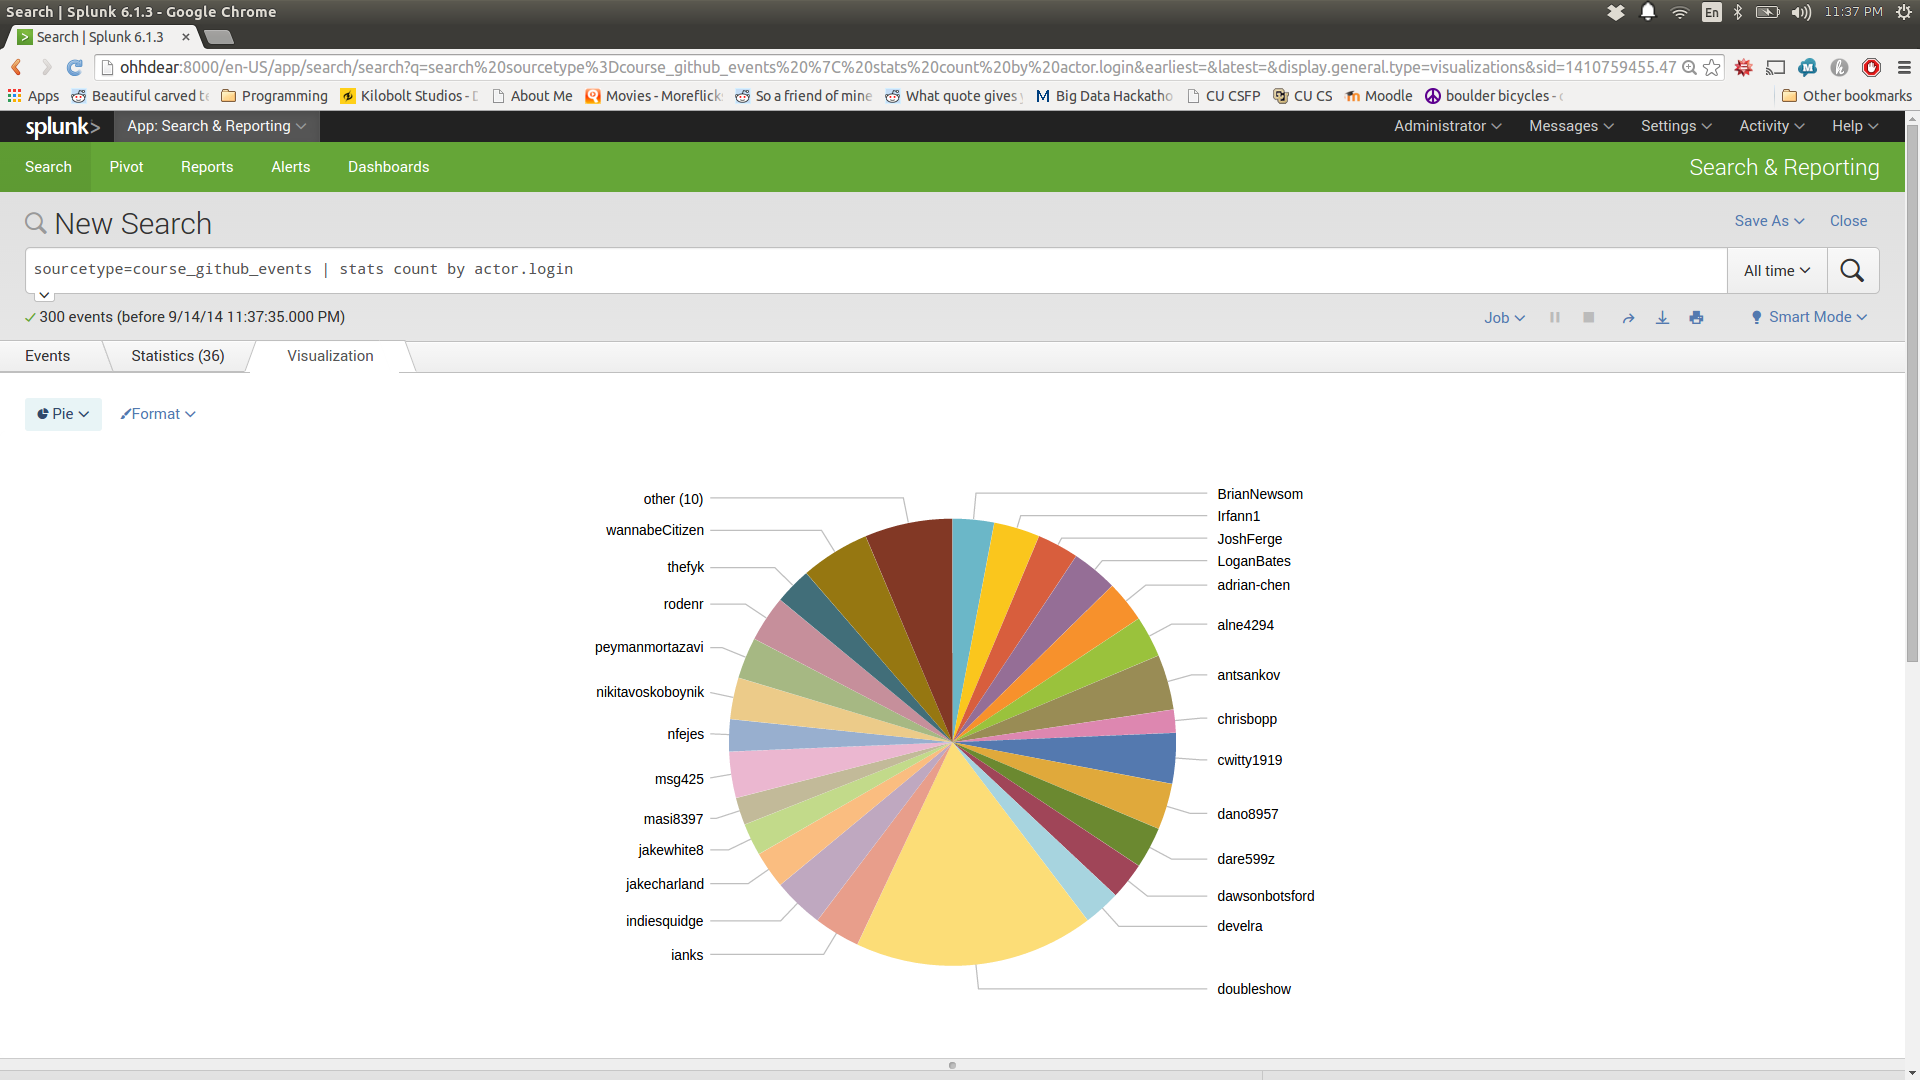 Search | Splunk 6.1.3 - Google Chrome
En
11:37 PM
Search | Splunk 6.1.3
ohhdear:8000/en-US/app/search/search?q=search%20sourcetype%3Dcourse_github_events%20%7C%20stats%20count%20by%20actor.login&earliest=&latest=&display.general.type=visualizations&sid=1410759455.47
Apps Beautiful carved Programming Kilobolt Studios - About Me Movies - Moreflick So a friend of mine What quote gives Big Data Hackatho CU CSFP CU CS Moodle boulder bicycles - Other bookmarks
splunk> App: Search & Reporting Administrator Messages Settings Activity Help
Search Pivot Reports Alerts Dashboards Search & Reporting
New Search Save As Close
sourcetype=course_github_events | stats count by actor.login All time
300 events (before 9/14/14 11:37:35.000 PM) Job Smart Mode
Events Statistics (36) Visualization
Pie Format
other (10)
wannabeCitizen
thefyk
rodenr
peymanmortazavi
nikitavoskoboynik
nfejes
msg425
masi8397
jakewhite8
jakecharland
indiesquidge
ianks
BrianNewsom
Irfann1
JoshFerge
LoganBates
adrian-chen
alne4294
antsankov
chrisbopp
cwitty1919
dano8957
dare599z
dawsonbotsford
develra
doubleshow